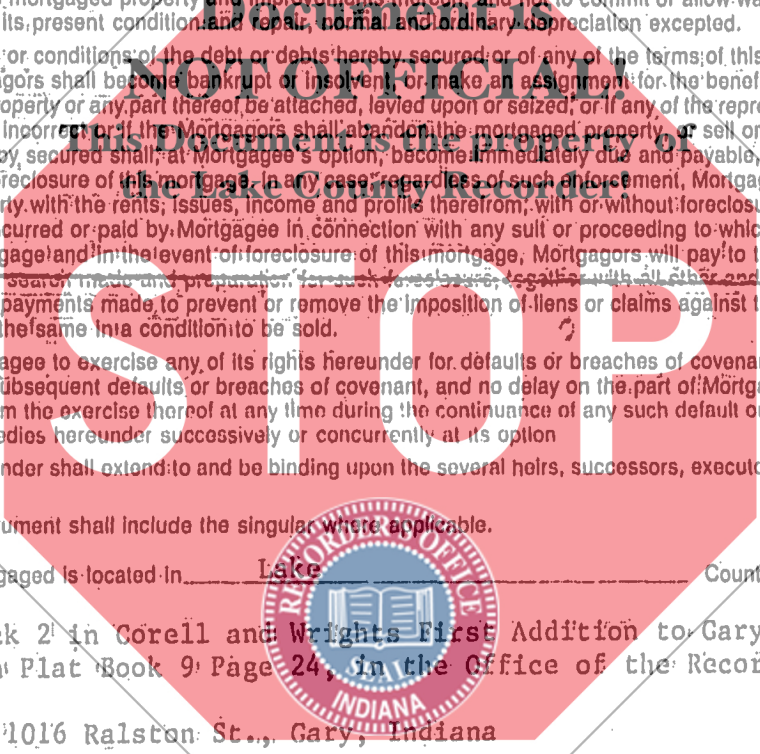 mortgaged property and
Document is
its present condition and repair, normal and ordinary depreciation excepted.
or conditions of the debt or debts hereby secured or of any of the terms of this
NOT OFFICIAL!
gors shall become bankrupt or insolvent or make an assignment for the benef
operty or any part thereof be attached, levied upon or seized, or if any of the repre
incorrect or if the Mortgagors shall abandon the mortgaged property, or sell or
This Document is the property of
by secured shall, at Mortgagee's option, become immediately due and payable,
the Lake County Recorder!
reclosure of this mortgage. In any case, regardless of such enforcement, Mortga
rty with the rents, issues, income and profits therefrom, with or without foreclosu
curred or paid by Mortgagee in connection with any suit or proceeding to whic
gage and in the event of foreclosure of this mortgage, Mortgagors will pay to t
payments made to prevent or remove the imposition of liens or claims against t
the same in a condition to be sold.
STOP
agee to exercise any of its rights hereunder for defaults or breaches of covenan
ubsequent defaults or breaches of covenant, and no delay on the part of Mortga
m the exercise thereof at any time during the continuance of any such default o
edies hereunder successively or concurrently at its option
nder shall extend to and be binding upon the several heirs, successors, executo
ument shall include the singular where applicable.
gaged is located in Lake Count
RECORDER'S OFFICE
k 2 in Corell and Wrights First Addition to Gary
Plat Book 9 Page 24, in the Office of the Recor
INDIANA
1016 Ralston St., Gary, Indiana